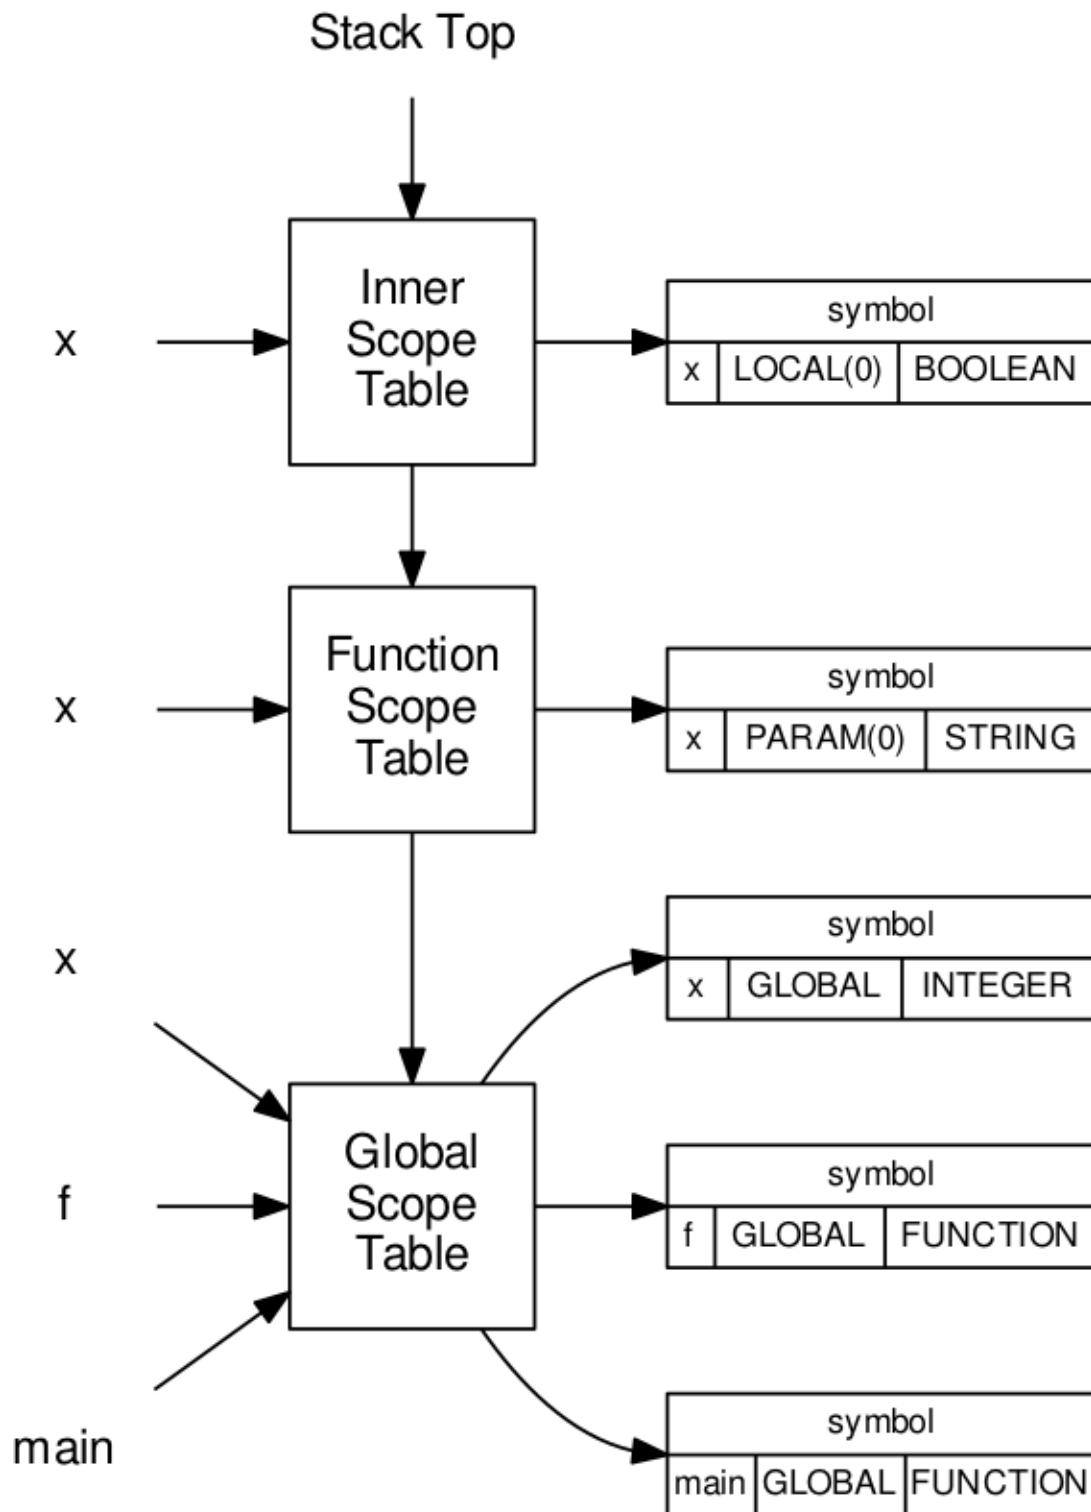 Stack Top
x
Inner
Scope
Table
symbol
x LOCAL(0) BOOLEAN
x
Function
Scope
Table
symbol
x PARAM(0) STRING
x
symbol
x GLOBAL INTEGER
f
Global
Scope
Table
symbol
f GLOBAL FUNCTION
main
symbol
main GLOBAL FUNCTION